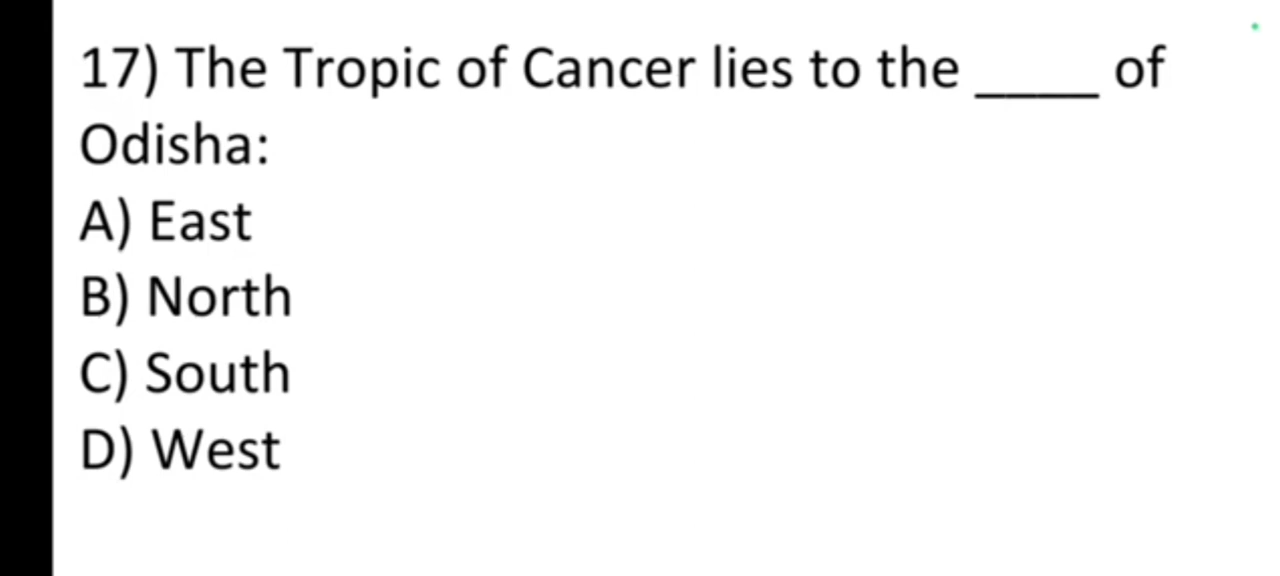 17) The Tropic of Cancer lies to the ____ of
Odisha:
A) East
B) North
C) South
D) West